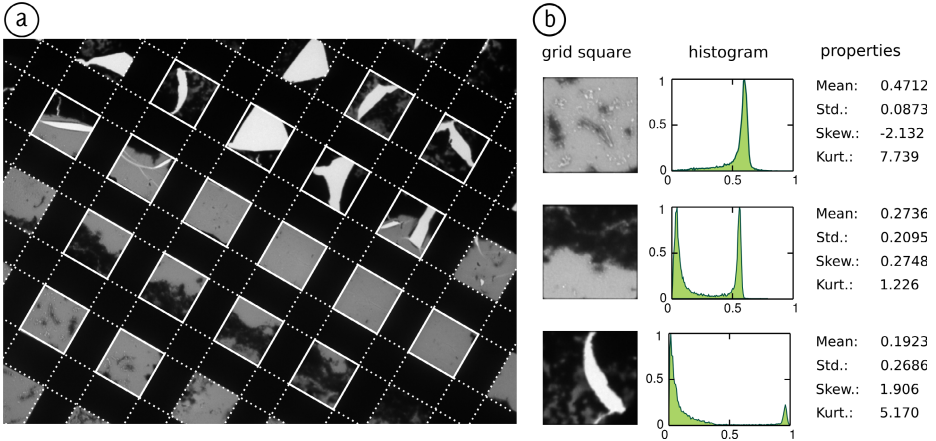 a
b
grid square histogram properties
1
0.5
0
0 0.5 1
Mean: 0.4712
Std.: 0.0873
Skew.: -2.132
Kurt.: 7.739
1
0.5
0
0 0.5 1
Mean: 0.2736
Std.: 0.2095
Skew.: 0.2748
Kurt.: 1.226
1
0.5
0
0 0.5 1
Mean: 0.1923
Std.: 0.2686
Skew.: 1.906
Kurt.: 5.170